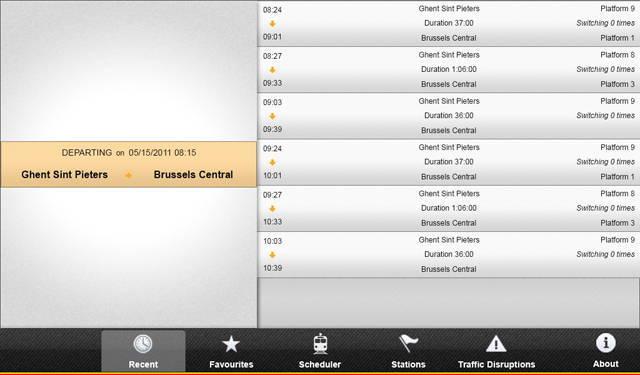 DEPARTING on 05/15/2011 08:15
Ghent Sint Pieters Brussels Central
08:24 Ghent Sint Pieters Platform 9
Duration 37:00 Switching 0 times
09:01 Brussels Central Platform 1
08:27 Ghent Sint Pieters Platform 8
Duration 1:06:00 Switching 0 times
09:33 Brussels Central Platform 3
09:03 Ghent Sint Pieters Platform 9
Duration 36:00 Switching 0 times
09:39 Brussels Central
09:24 Ghent Sint Pieters Platform 9
Duration 37:00 Switching 0 times
10:01 Brussels Central Platform 1
09:27 Ghent Sint Pieters Platform 8
Duration 1:06:00 Switching 0 times
10:33 Brussels Central Platform 3
10:03 Ghent Sint Pieters Platform 9
Duration 36:00 Switching 0 times
10:39 Brussels Central
Recent Favourites Scheduler Stations Traffic Disruptions About